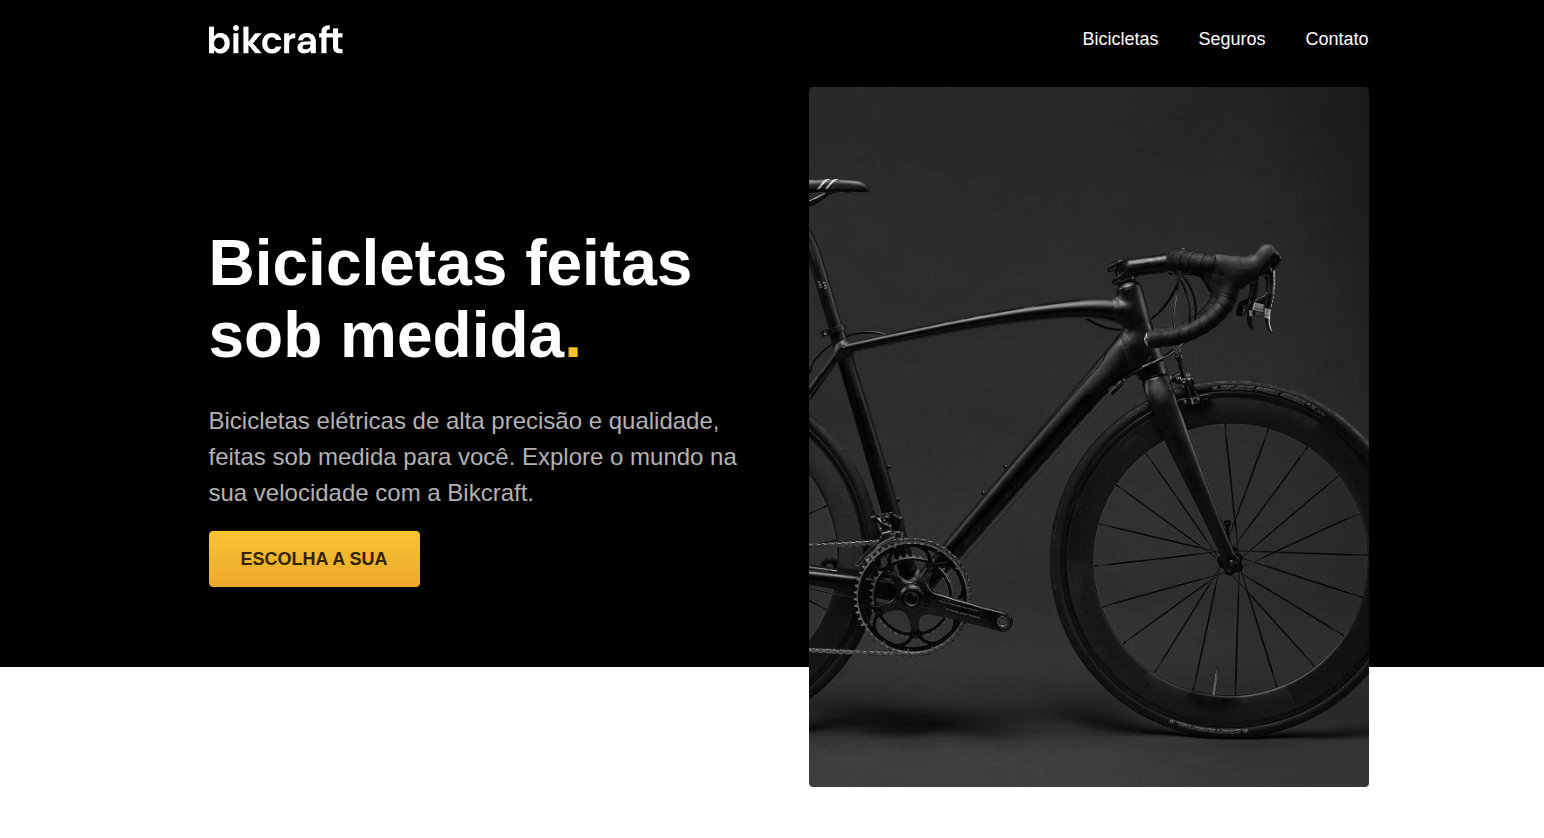 bikcraft
Bicicletas Seguros Contato
Bicicletas feitas
sob medida.
Bicicletas elétricas de alta precisão e qualidade,
feitas sob medida para você. Explore o mundo na
sua velocidade com a Bikcraft.
ESCOLHA A SUA